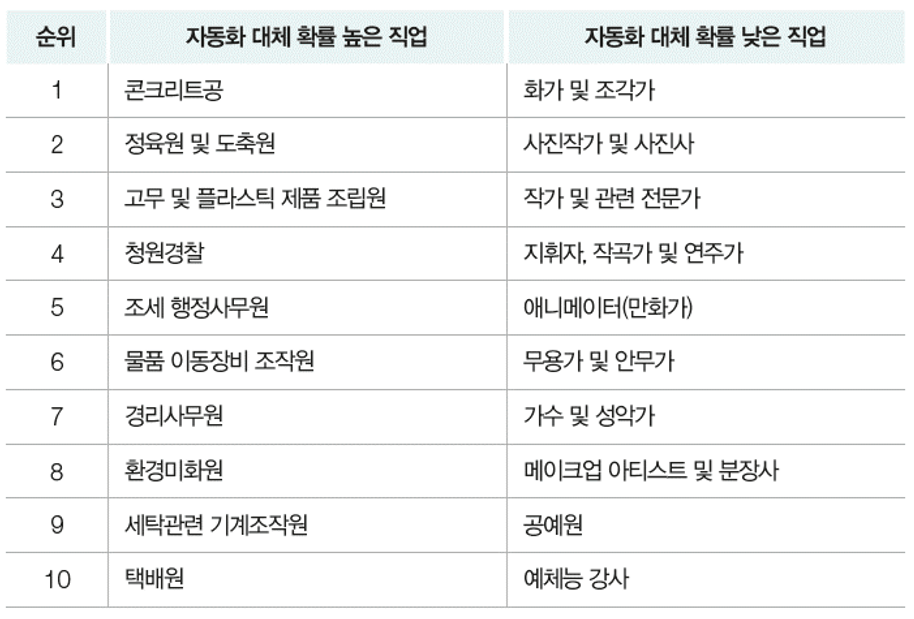 순위 자동화 대체 확률 높은 직업 자동화 대체 확률 낮은 직업
1 콘크리트공 화가 및 조각가
2 정육원 및 도축원 사진작가 및 사진사
3 고무 및 플라스틱 제품 조립원 작가 및 관련 전문가
4 청원경찰 지휘자, 작곡가 및 연주가
5 조세 행정사무원 애니메이터(만화가)
6 물품 이동장비 조작원 무용가 및 안무가
7 경리사무원 가수 및 성악가
8 환경미화원 메이크업 아티스트 및 분장사
9 세탁관련 기계조작원 공예원
10 택배원 예체능 강사